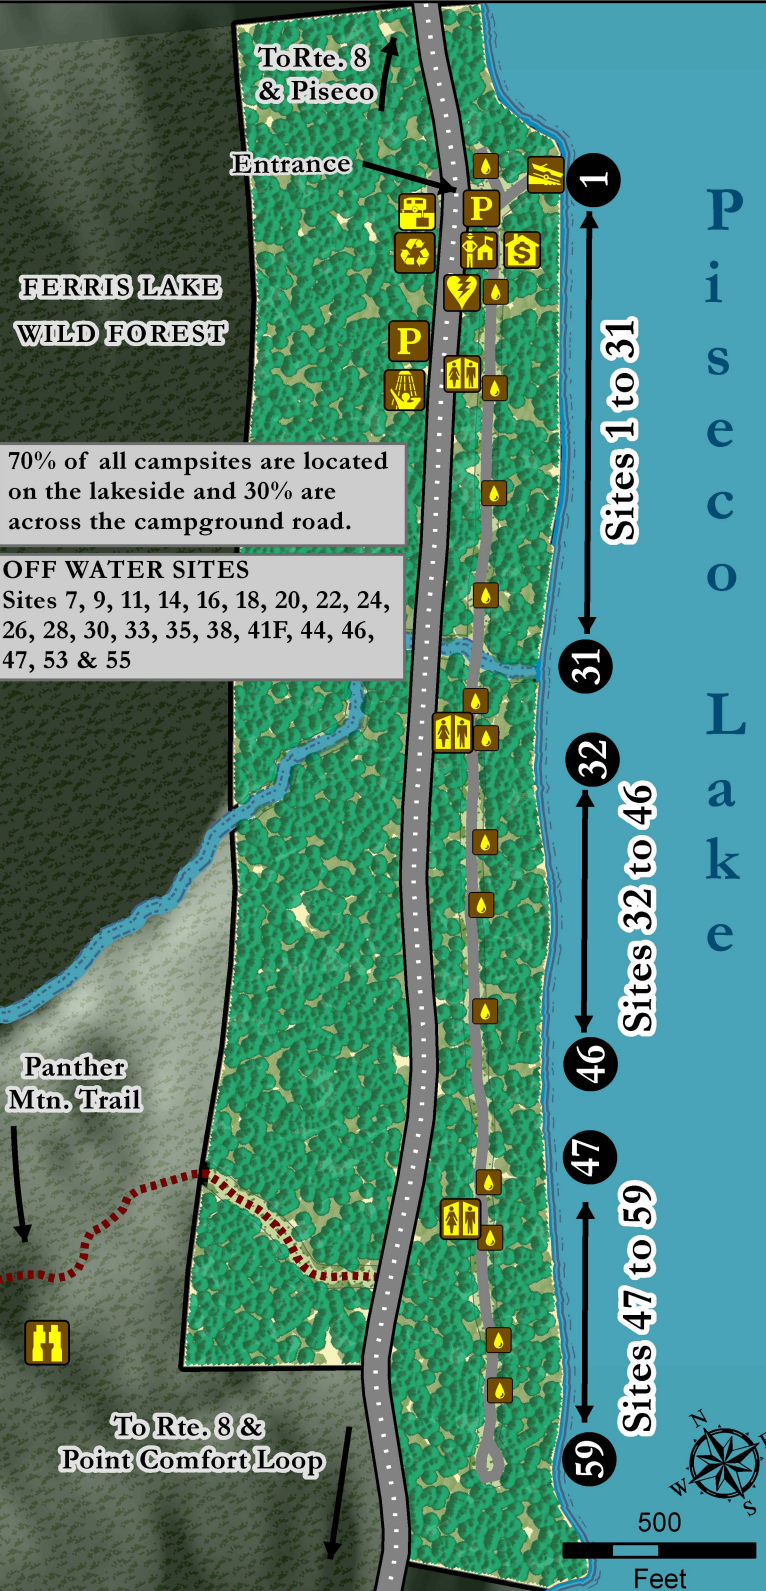 ToRte. 8
& Piseco
Entrance
1
P
Piseco Lake
FERRIS LAKE
WILD FOREST
P
Sites 1 to 31
70% of all campsites are located
on the lakeside and 30% are
across the campground road.
OFF WATER SITES
Sites 7, 9, 11, 14, 16, 18, 20, 22, 24,
26, 28, 30, 33, 35, 38, 41F, 44, 46,
47, 53 & 55
31
32
Sites 32 to 46
46
Panther
Mtn. Trail
47
Sites 47 to 59
To Rte. 8 &
Point Comfort Loop
59
N
W
S
500
Feet